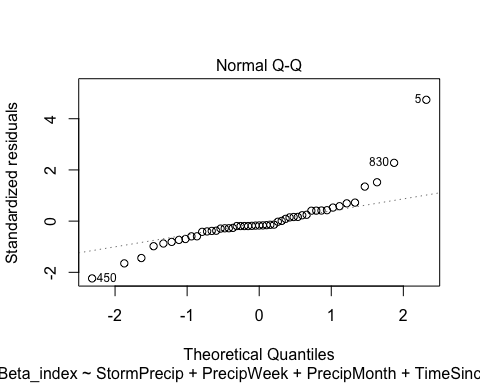 Normal Q-Q
Standardized residuals
4
2
0
-2
5
830
450
-2 -1 0 1 2
Theoretical Quantiles
Beta_index ~ StormPrecip + PrecipWeek + PrecipMonth + TimeSinc